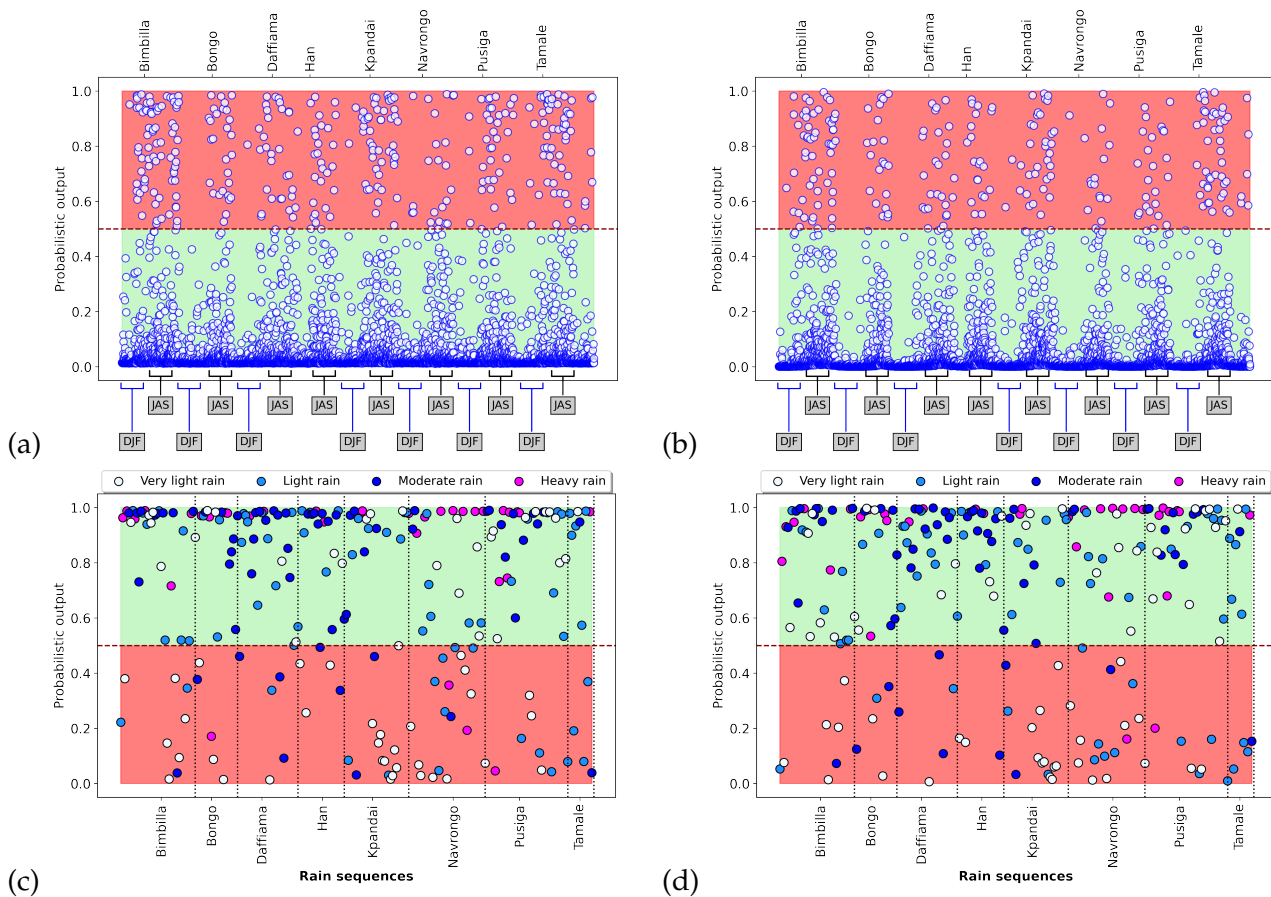 Bimbilla Bongo Daffiama Han Kpandai Navrongo Pusiga Tamale
Probabilistic output
1.0
0.8
0.6
0.4
0.2
0.0
JAS JAS JAS JAS JAS JAS JAS JAS
DJF DJF DJF DJF DJF DJF DJF
(a)
Bimbilla Bongo Daffiama Han Kpandai Navrongo Pusiga Tamale
Probabilistic output
1.0
0.8
0.6
0.4
0.2
0.0
JAS JAS JAS JAS JAS JAS JAS JAS
DJF DJF DJF DJF DJF DJF DJF
(b)
Very light rain Light rain Moderate rain Heavy rain
Probabilistic output
1.0
0.8
0.6
0.4
0.2
0.0
Bimbilla Bongo Daffiama Han Kpandai Navrongo Pusiga Tamale
Rain sequences
(c)
Very light rain Light rain Moderate rain Heavy rain
Probabilistic output
1.0
0.8
0.6
0.4
0.2
0.0
Bimbilla Bongo Daffiama Han Kpandai Navrongo Pusiga Tamale
Rain sequences
(d)